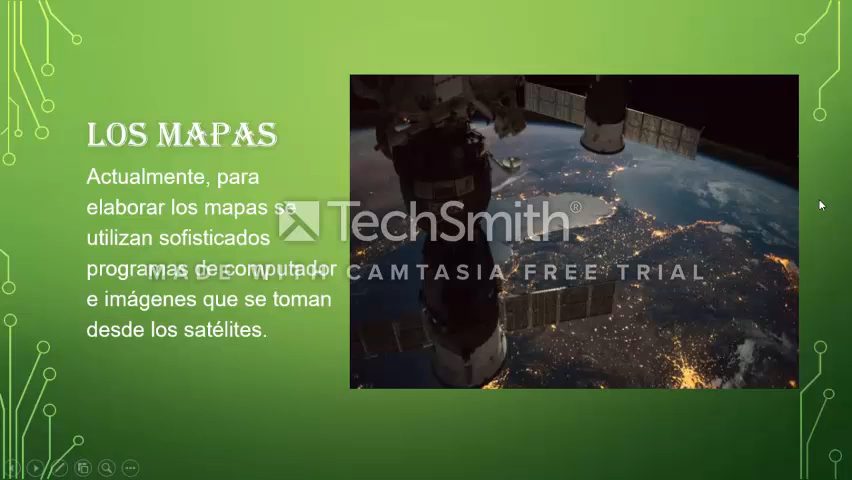 LOS MAPAS
Actualmente, para
elaborar los mapas se
utilizan sofisticados
programas de computador
e imágenes que se toman
desde los satélites.
TechSmith®
MADE WITH CAMTASIA FREE TRIAL